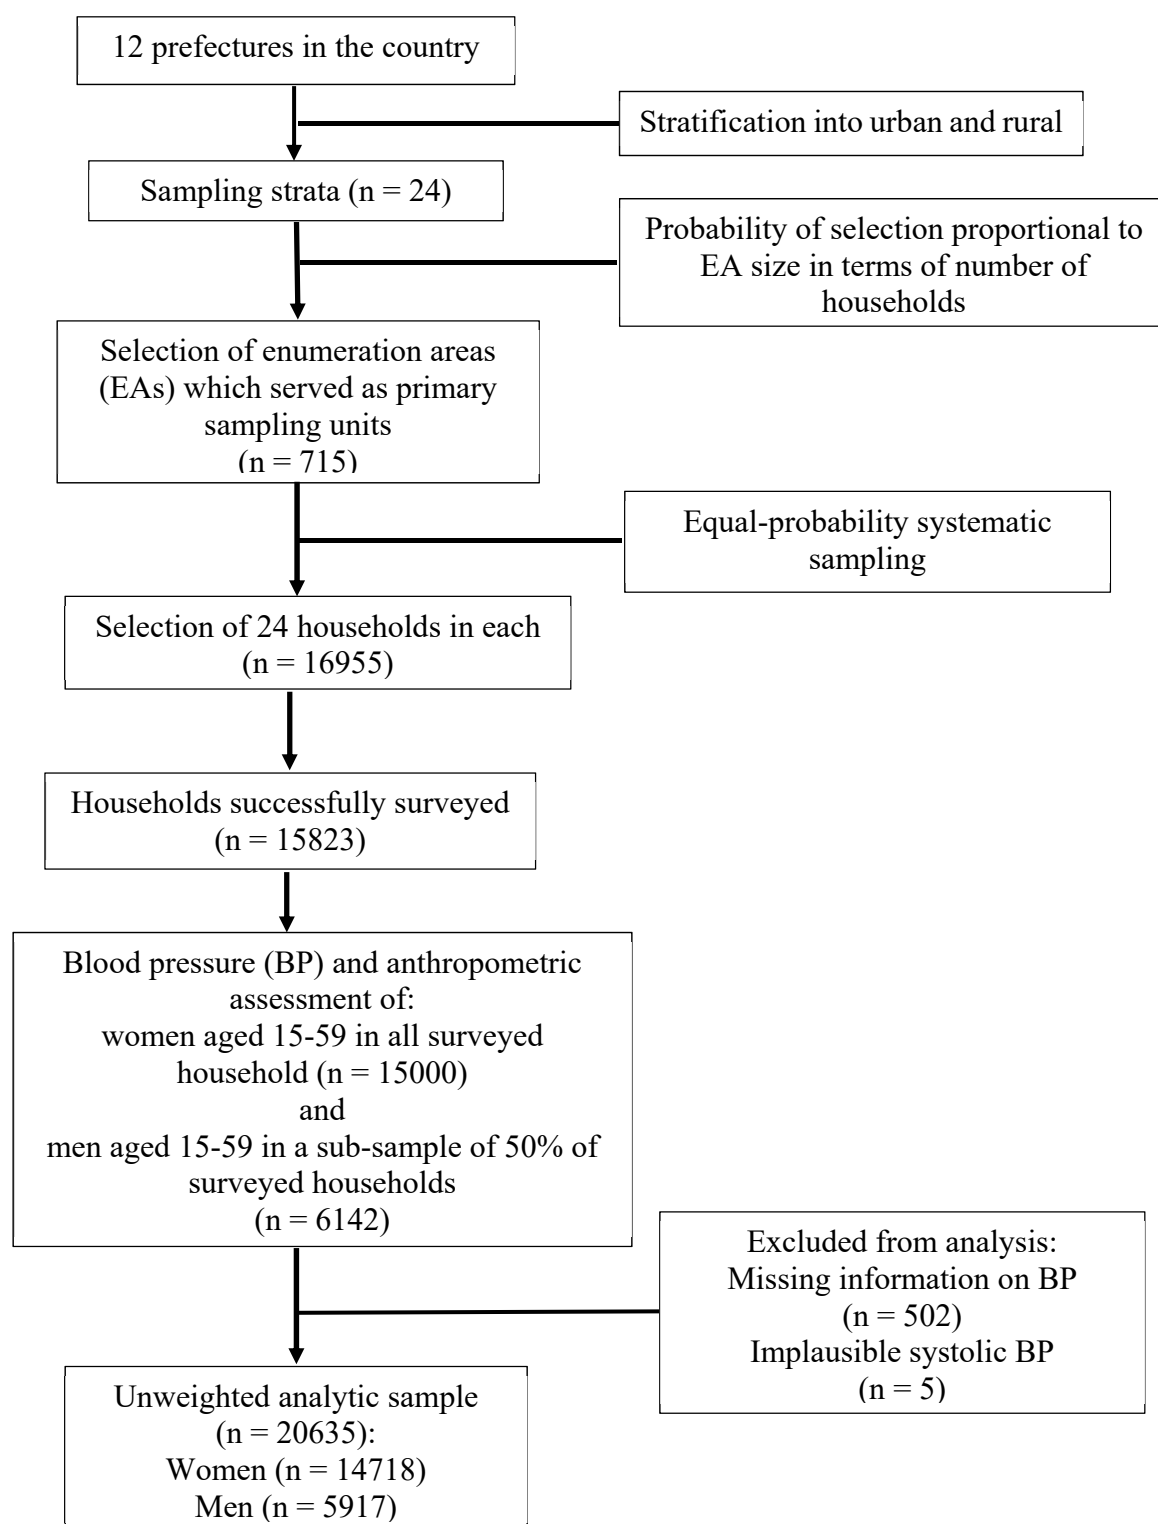 12 prefectures in the country
Stratification into urban and rural
Sampling strata (n = 24)
Probability of selection proportional to
EA size in terms of number of
households
Selection of enumeration areas
(EAs) which served as primary
sampling units
(n = 715)
Equal-probability systematic
sampling
Selection of 24 households in each
(n = 16955)
Households successfully surveyed
(n = 15823)
Blood pressure (BP) and anthropometric
assessment of:
women aged 15-59 in all surveyed
household (n = 15000)
and
men aged 15-59 in a sub-sample of 50% of
surveyed households
(n = 6142)
Excluded from analysis:
Missing information on BP
(n = 502)
Implausible systolic BP
(n = 5)
Unweighted analytic sample
(n = 20635):
Women (n = 14718)
Men (n = 5917)